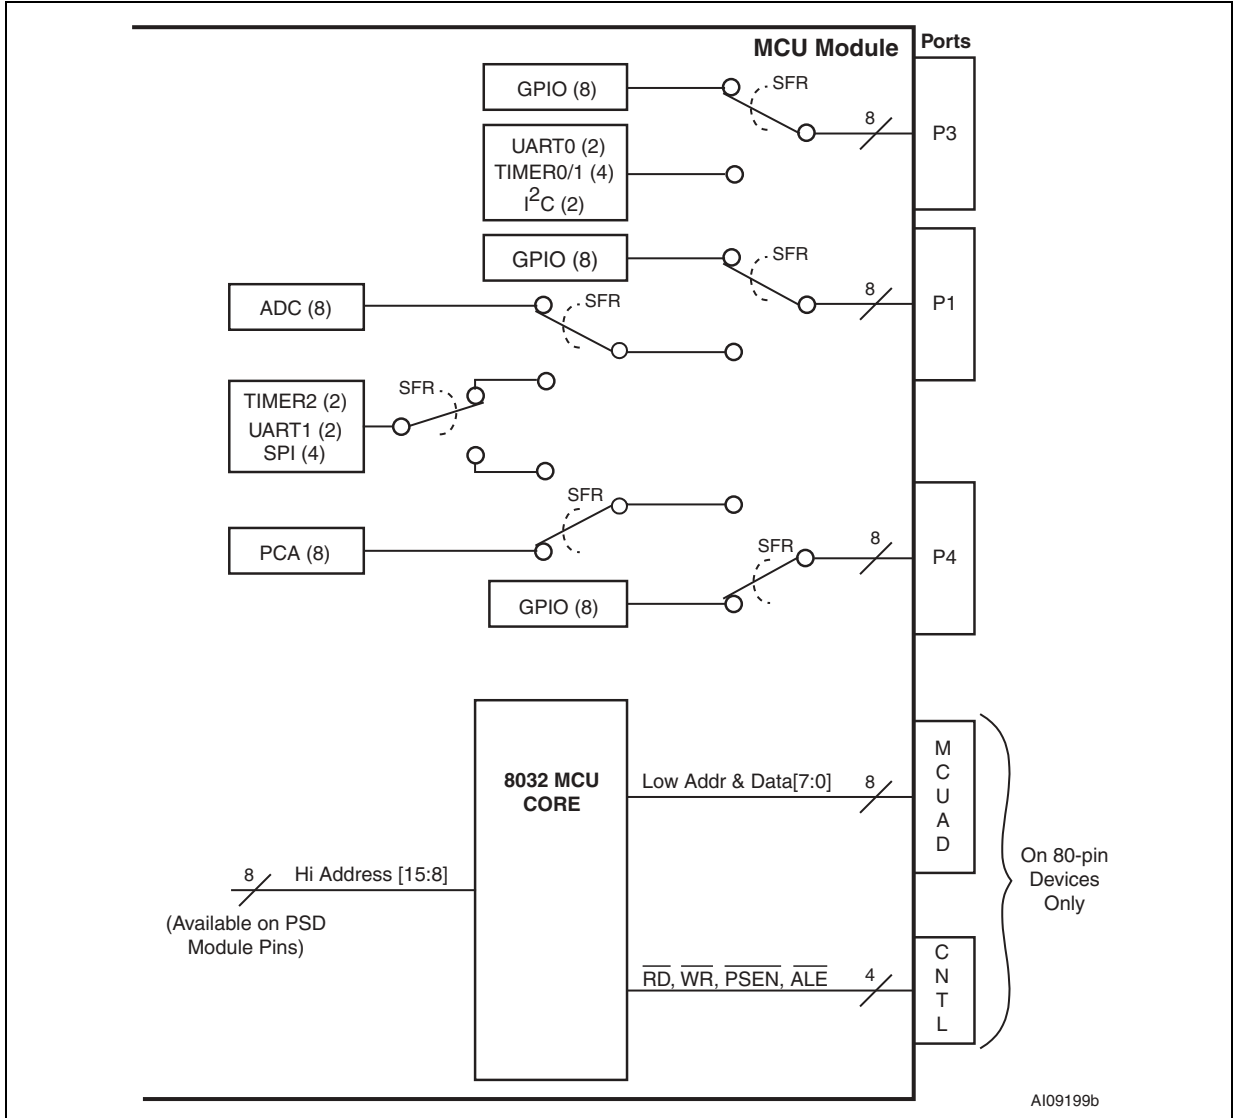 MCU Module
Ports
GPIO (8)
SFR
8
P3
UART0 (2)
TIMER0/1 (4)
I2C (2)
GPIO (8)
SFR
8
P1
ADC (8)
SFR
TIMER2 (2)
UART1 (2)
SPI (4)
SFR
SFR
PCA (8)
GPIO (8)
SFR
8
P4
8032 MCU
CORE
Low Addr & Data[7:0]
8
M
C
U
A
D
8
Hi Address [15:8]
(Available on PSD
Module Pins)
RD, WR, PSEN, ALE
4
C
N
T
L
On 80-pin
Devices
Only
AI09199b